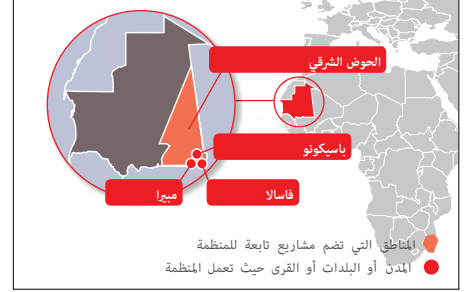 الحوض الشرقي
باسيكونو
فاسالا
مبيرا
المناطق التي تضم مشاريع تابعة للمنظمة
المدن أو البلدات أو القرى حيث تعمل المنظمة